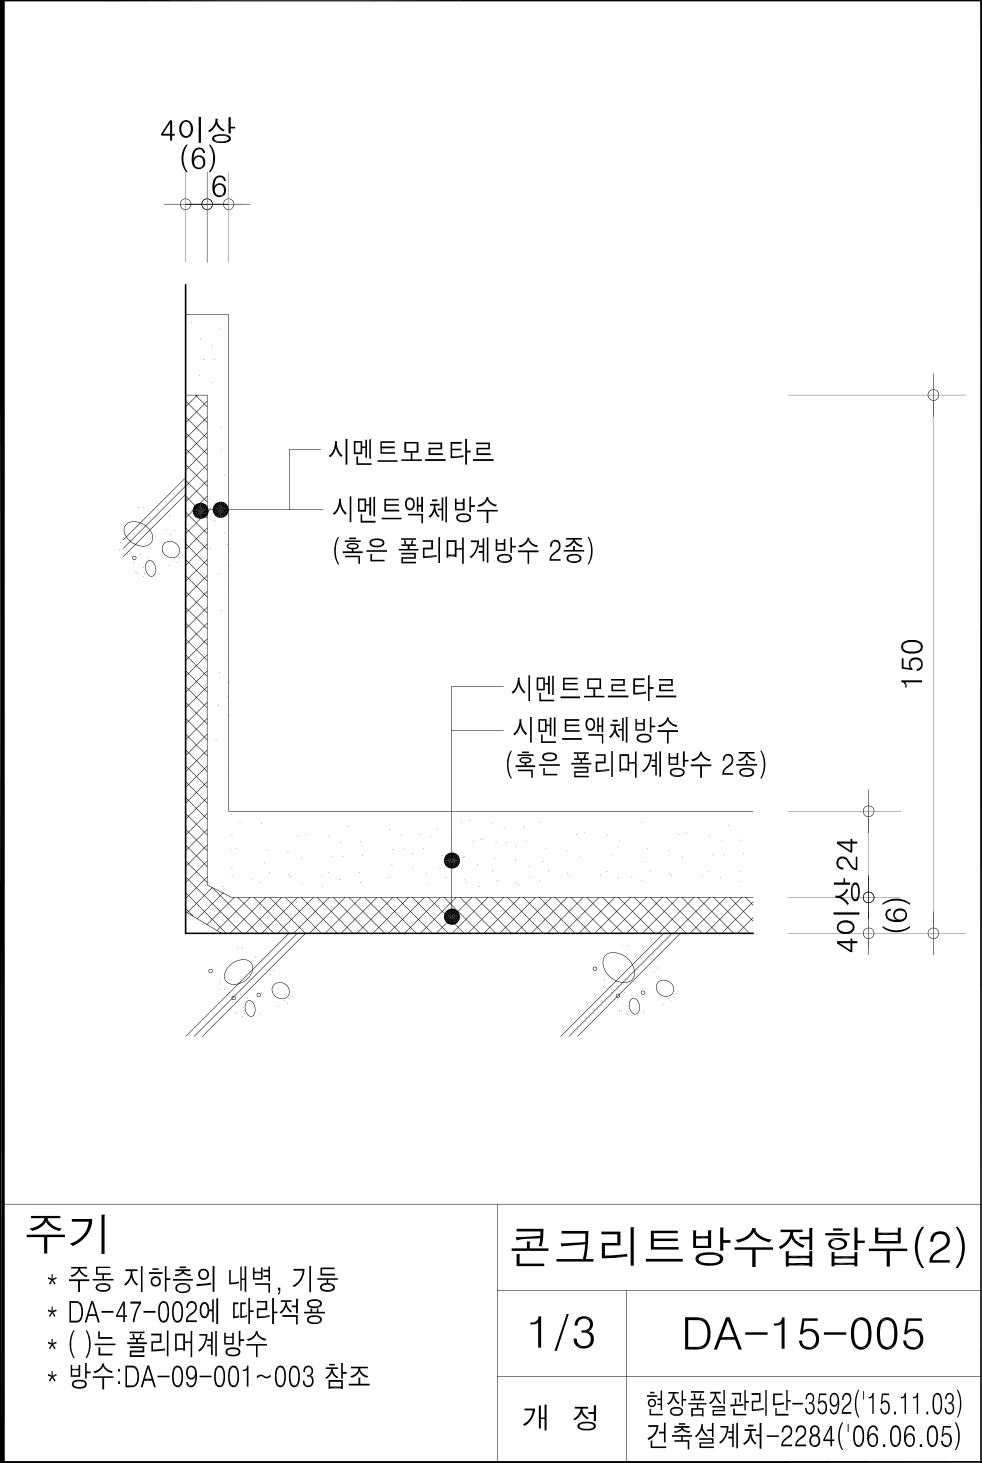 4이상
(6)
6
시멘트모르타르
시멘트액체방수
(혹은 폴리머계방수 2종)
시멘트모르타르
시멘트액체방수
(혹은 폴리머계방수 2종)
150
24
4이상
(6)
주기
* 주동 지하층의 내벽, 기둥
* DA-47-002에 따라적용
* ( )는 폴리머계방수
* 방수:DA-09-001~003 참조
콘크리트방수접합부(2)
1/3
DA-15-005
개 정
현장품질관리단-3592('15.11.03)
건축설계처-2284('06.06.05)